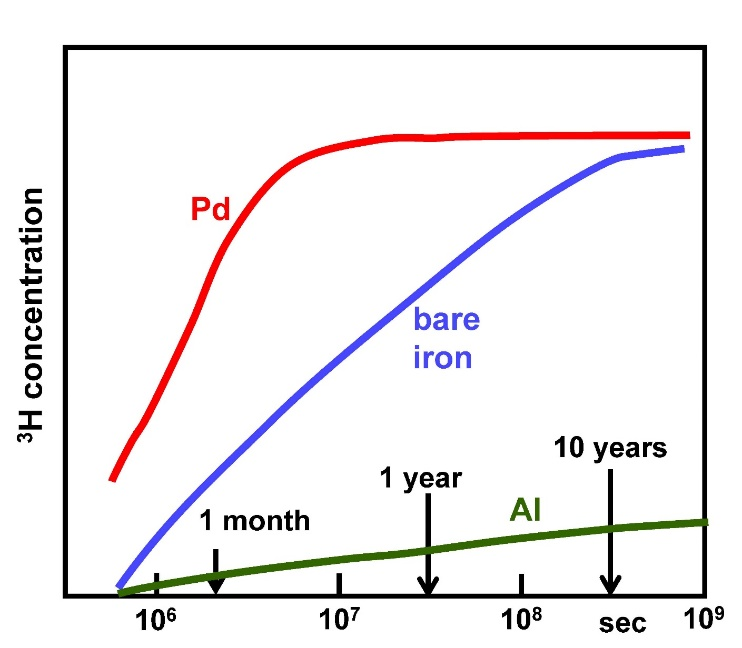 ³H concentration
Pd
bare
iron
10 years
1 year
Al
1 month
10⁶
10⁷
10⁸
sec
10⁹